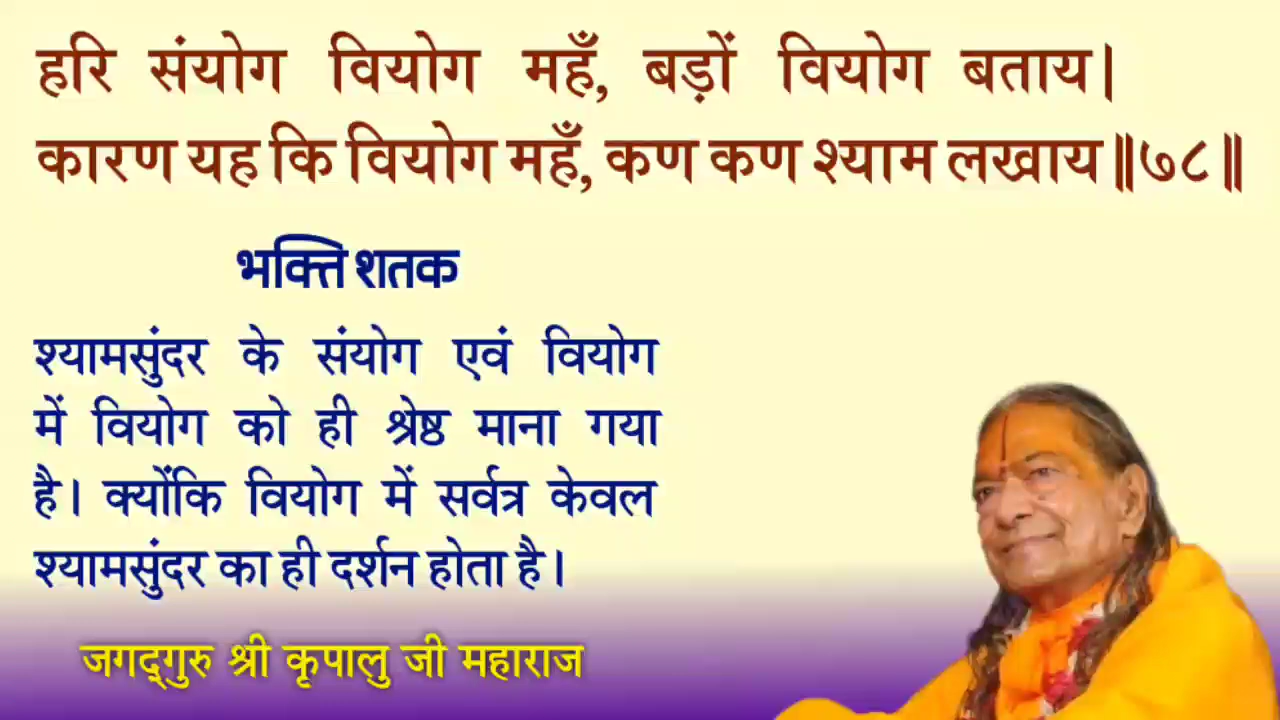 हरि संयोग वियोग महँ, बड़ों वियोग बताय।
कारण यह कि वियोग महँ, कण कण श्याम लखाय॥७८॥
भक्ति शतक
श्यामसुंदर के संयोग एवं वियोग
में वियोग को ही श्रेष्ठ माना गया
है। क्योंकि वियोग में सर्वत्र केवल
श्यामसुंदर का ही दर्शन होता है।
जगद्गुरु श्री कृपालु जी महाराज